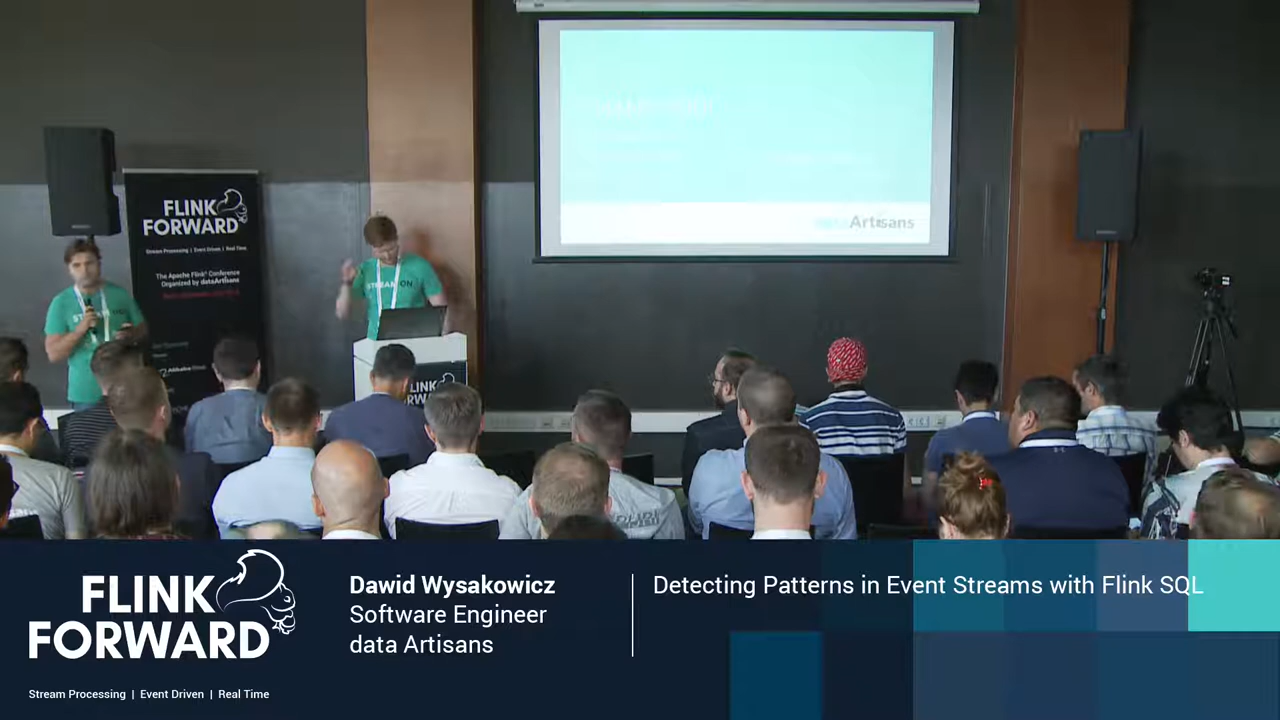 Artisans
FLINK
FORWARD
Stream Processing | Event Driven | Real Time
The Apache Flink® Conference
Organized by dataArtisans
STREAM ON
FLINK
FORWARD
Stream Processing | Event Driven | Real Time
Dawid Wysakowicz
Software Engineer
data Artisans
Detecting Patterns in Event Streams with Flink SQL